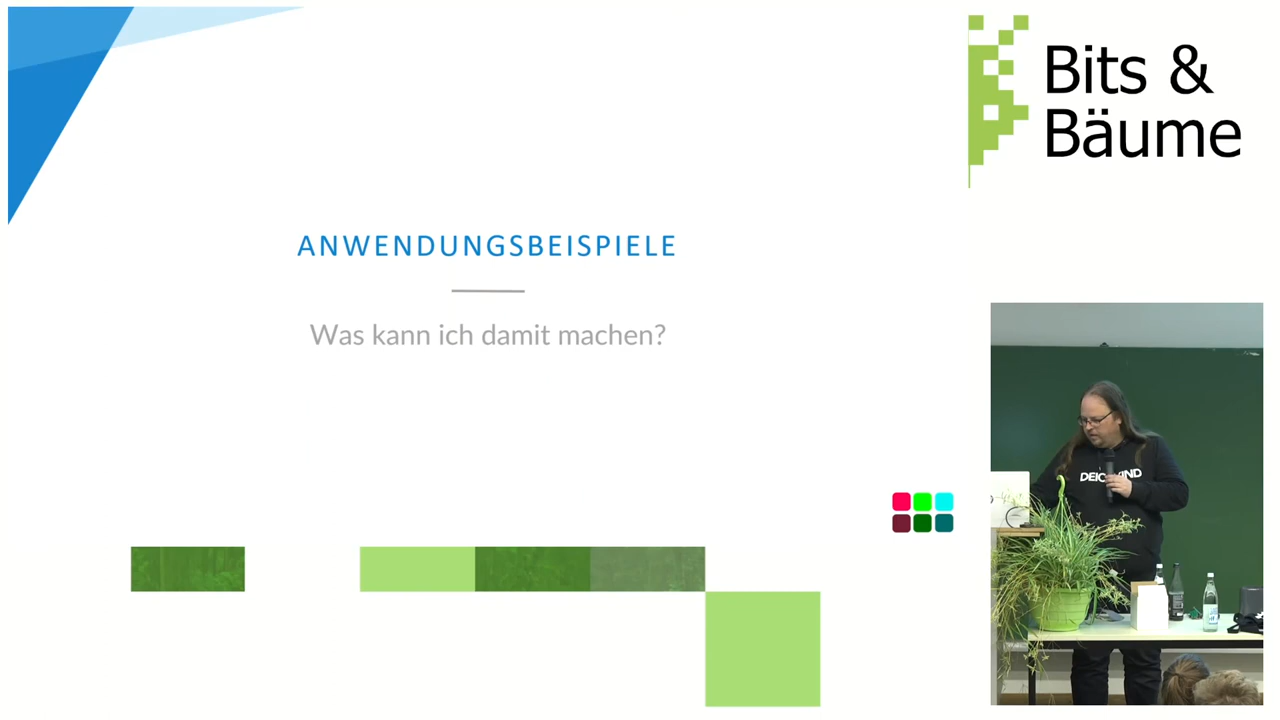 Bits &
Bäume
ANWENDUNGSBEISPIELE
Was kann ich damit machen?